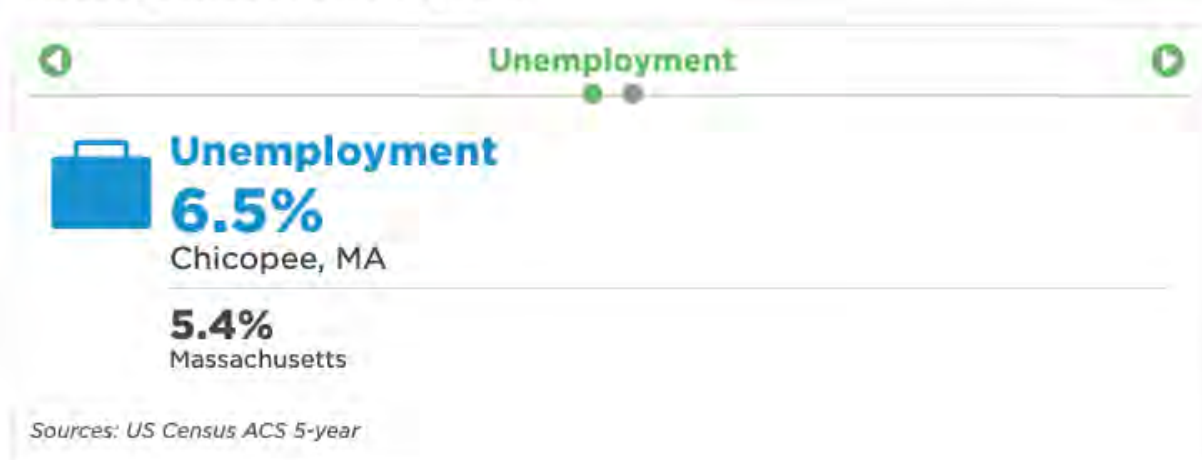 Unemployment
Unemployment
6.5%
Chicopee, MA
5.4%
Massachusetts
Sources: US Census ACS 5-year